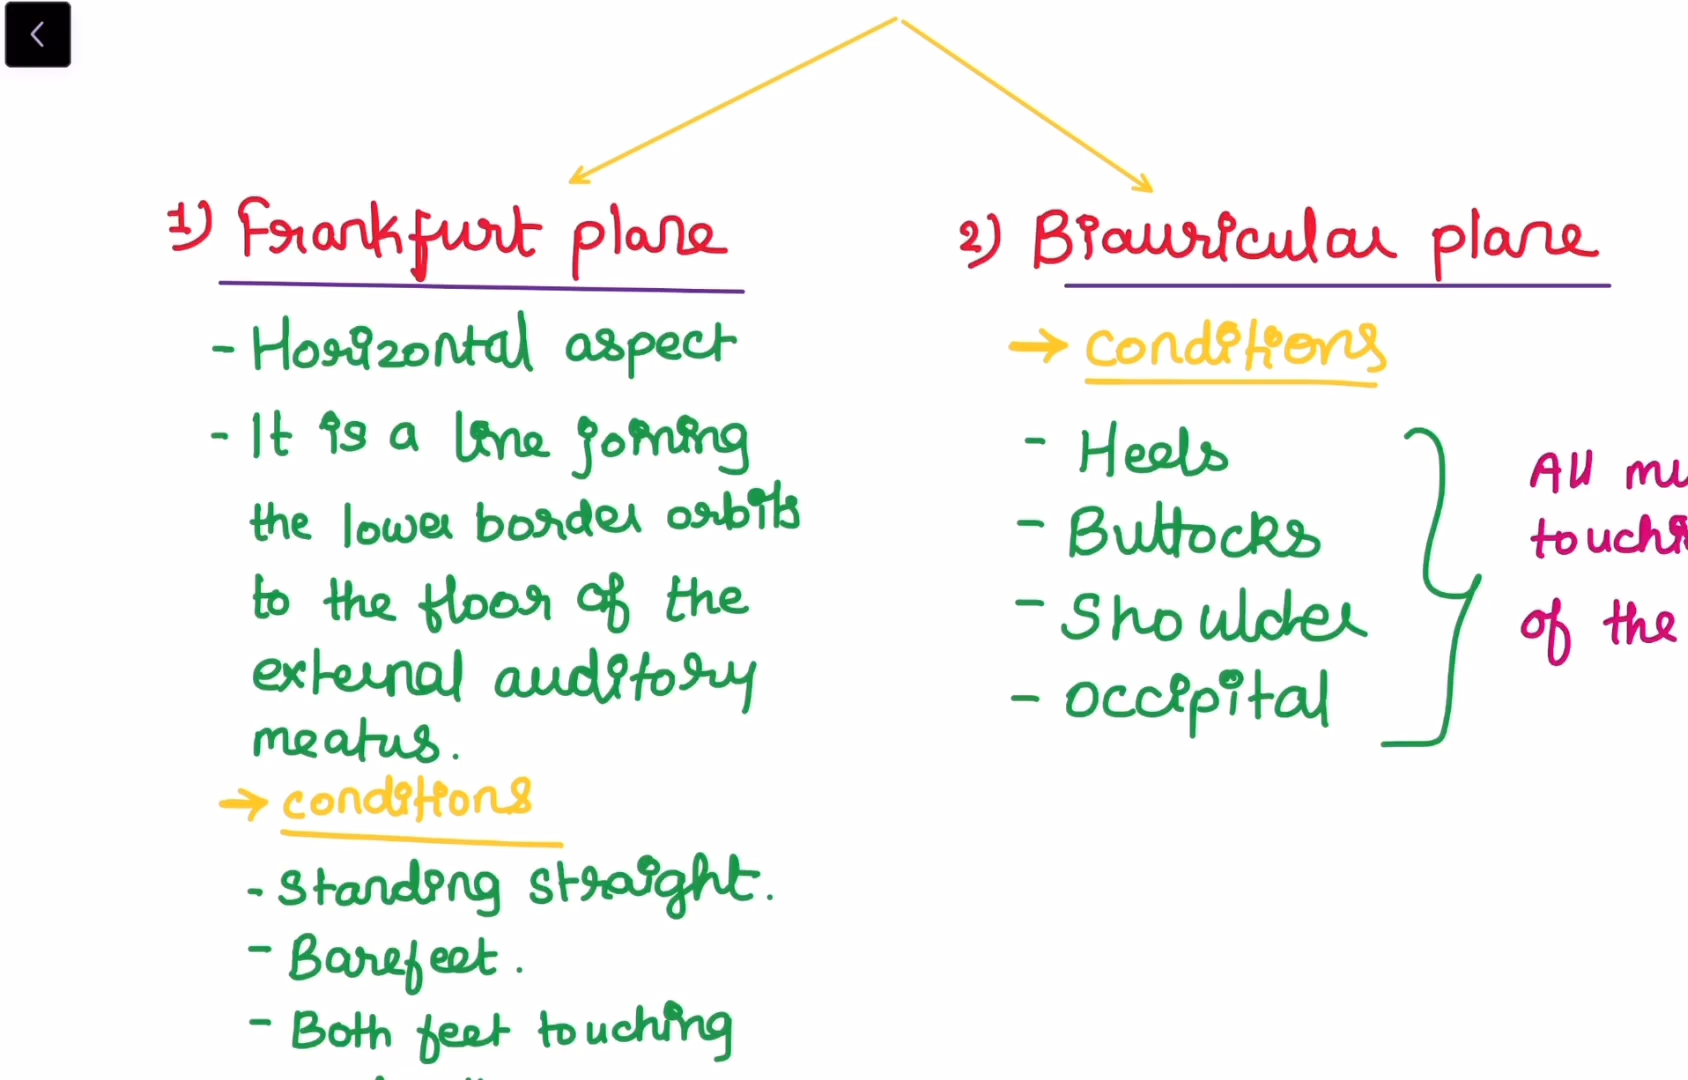 1) Frankfurt plane
- Horizontal aspect
- It is a line joining
the lower border orbits
to the floor of the
external auditory
meatus.
→ conditions
- Standing straight.
- Barefeet.
- Both feet touching
2) Biauricular plane
→ conditions
- Heels
- Buttocks
- Shoulder
- occipital
All
of the